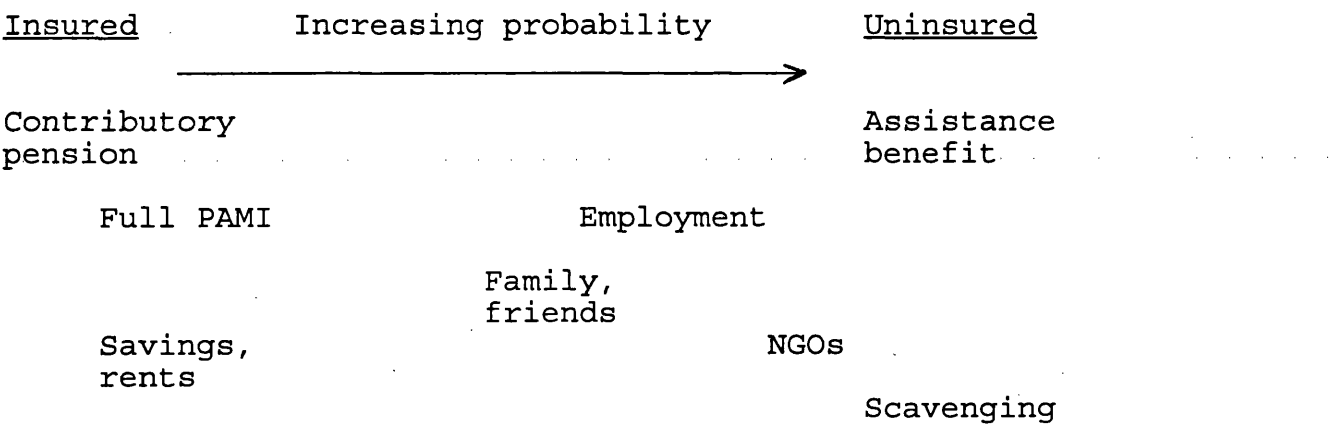 Insured Increasing probability Uninsured
Contributory Assistance
pension benefit
Full PAMI Employment
Family,
friends
Savings, NGOs
rents
Scavenging